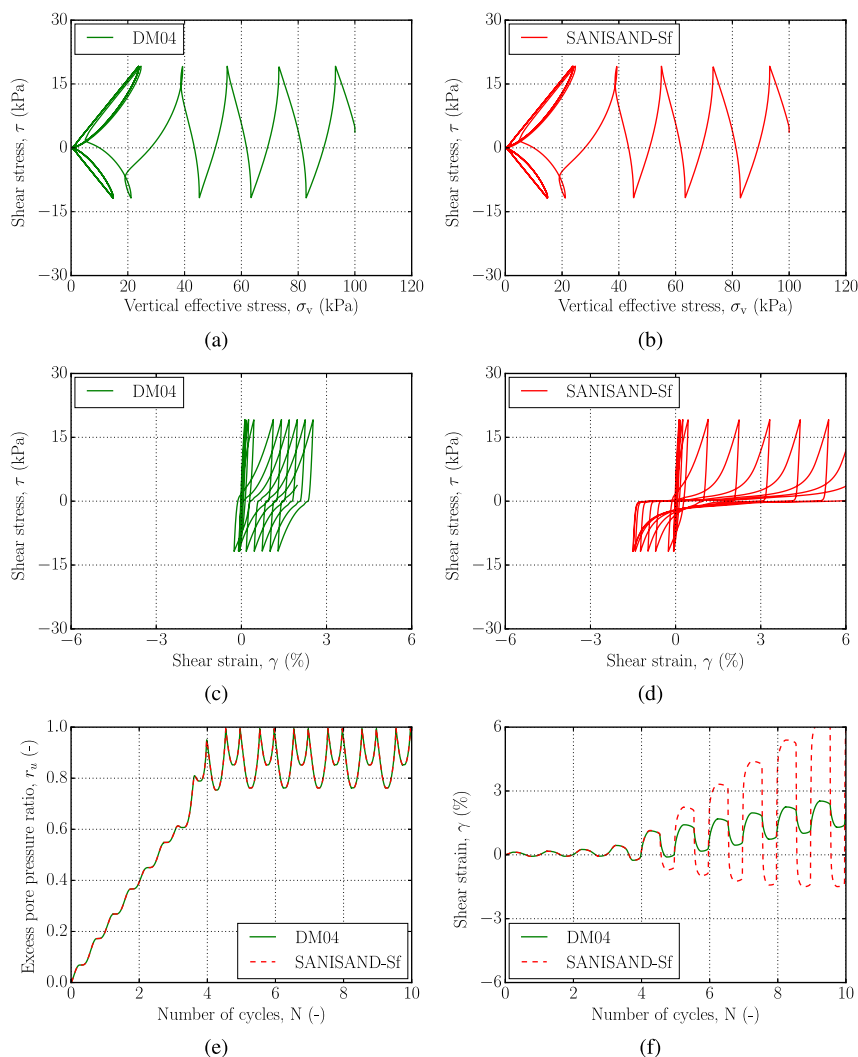 30
15
0
−15
−30
Shear stress, τ (kPa)
DM04
0 20 40 60 80 100 120
Vertical effective stress, σv (kPa)
(a)
30
15
0
−15
−30
Shear stress, τ (kPa)
SANISAND-Sf
0 20 40 60 80 100 120
Vertical effective stress, σv (kPa)
(b)
30
15
0
−15
−30
Shear stress, τ (kPa)
DM04
−6 −3 0 3 6
Shear strain, γ (%)
(c)
30
15
0
−15
−30
Shear stress, τ (kPa)
SANISAND-Sf
−6 −3 0 3 6
Shear strain, γ (%)
(d)
1.0
0.8
0.6
0.4
0.2
0.0
Excess pore pressure ratio, ru (-)
DM04
SANISAND-Sf
0 2 4 6 8 10
Number of cycles, N (-)
(e)
6
3
0
−3
−6
Shear strain, γ (%)
DM04
SANISAND-Sf
0 2 4 6 8 10
Number of cycles, N (-)
(f)